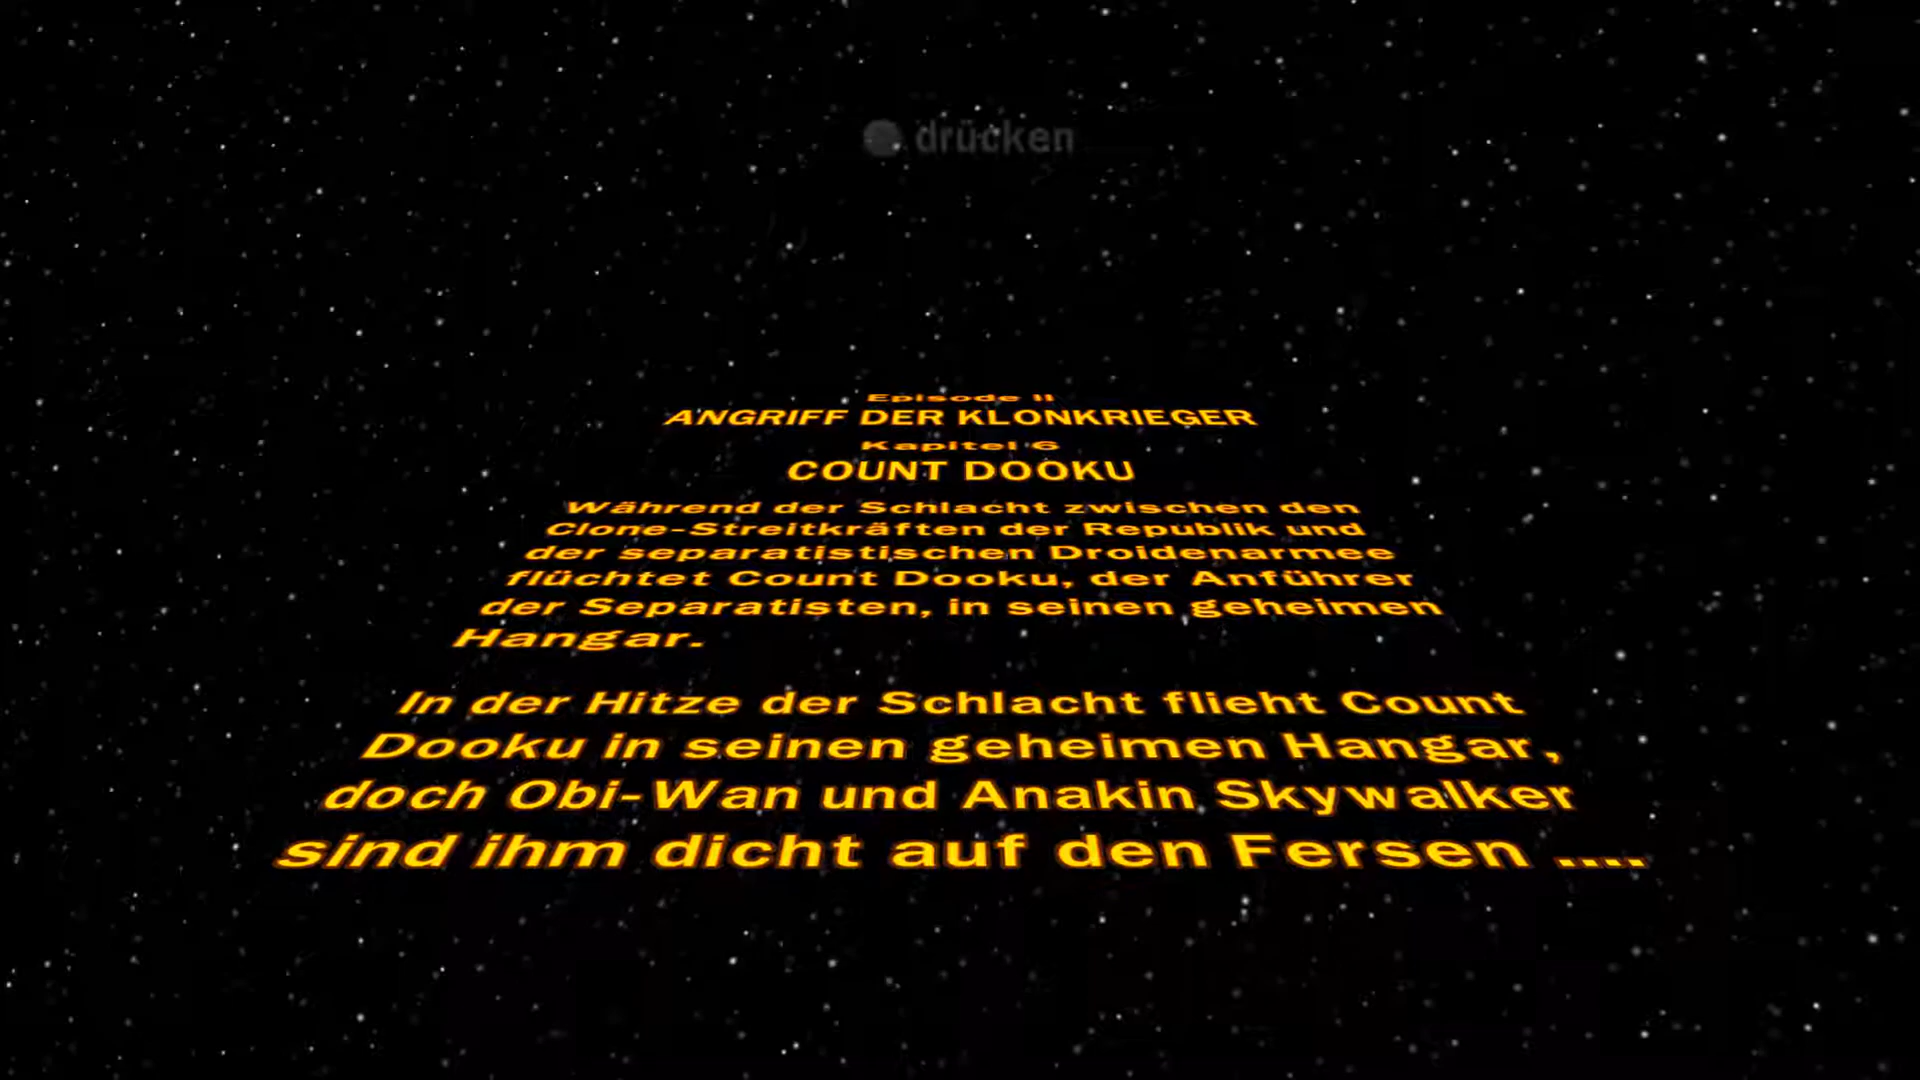 drücken
Episode II
ANGRIFF DER KLONKRIEGER
Kapitel 6
COUNT DOOKU
Während der Schlacht zwischen den
Clone-Streitkräften der Republik und
der separatistischen Droidenarmee
flüchtet Count Dooku, der Anführer
der Separatisten, in seinen geheimen
Hangar.
In der Hitze der Schlacht flieht Count
Dooku in seinen geheimen Hangar,
doch Obi-Wan und Anakin Skywalker
sind ihm dicht auf den Fersen ....